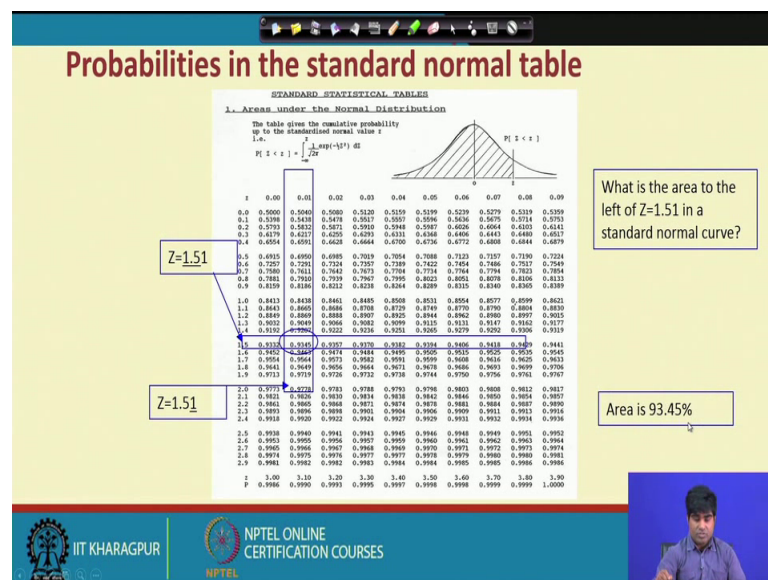 Probabilities in the standard normal table
STANDARD STATISTICAL TABLES
1. Areas under the Normal Distribution
The table gives the cumulative probability
up to the standardised normal value z
i.e.
z
P[ Z < z ] = ∫ 1/√2π exp(-½Z²) dZ
-∞
P[ Z < z ]
0 z
z 0.00 0.01 0.02 0.03 0.04 0.05 0.06 0.07 0.08 0.09
0.0 0.5000 0.5040 0.5080 0.5120 0.5159 0.5199 0.5239 0.5279 0.5319 0.5359
0.1 0.5398 0.5438 0.5478 0.5517 0.5557 0.5596 0.5636 0.5675 0.5714 0.5753
0.2 0.5793 0.5832 0.5871 0.5910 0.5948 0.5987 0.6026 0.6064 0.6103 0.6141
0.3 0.6179 0.6217 0.6255 0.6293 0.6331 0.6368 0.6406 0.6443 0.6480 0.6517
0.4 0.6554 0.6591 0.6628 0.6664 0.6700 0.6736 0.6772 0.6808 0.6844 0.6879
0.5 0.6915 0.6950 0.6985 0.7019 0.7054 0.7088 0.7123 0.7157 0.7190 0.7224
0.6 0.7257 0.7291 0.7324 0.7357 0.7389 0.7422 0.7454 0.7486 0.7517 0.7549
0.7 0.7580 0.7611 0.7642 0.7673 0.7704 0.7734 0.7764 0.7794 0.7823 0.7854
0.8 0.7881 0.7910 0.7939 0.7967 0.7995 0.8023 0.8051 0.8078 0.8106 0.8133
0.9 0.8159 0.8186 0.8212 0.8238 0.8264 0.8289 0.8315 0.8340 0.8365 0.8389
1.0 0.8413 0.8438 0.8461 0.8485 0.8508 0.8531 0.8554 0.8577 0.8599 0.8621
1.1 0.8643 0.8665 0.8686 0.8708 0.8729 0.8749 0.8770 0.8790 0.8804 0.8830
1.2 0.8849 0.8869 0.8888 0.8907 0.8925 0.8944 0.8962 0.8980 0.8997 0.9015
1.3 0.9032 0.9049 0.9066 0.9082 0.9099 0.9115 0.9131 0.9147 0.9162 0.9177
1.4 0.9192 0.9207 0.9222 0.9236 0.9251 0.9265 0.9279 0.9292 0.9306 0.9319
1.5 0.9332 0.9345 0.9357 0.9370 0.9382 0.9394 0.9406 0.9418 0.9429 0.9441
1.6 0.9452 0.9463 0.9474 0.9484 0.9495 0.9505 0.9515 0.9525 0.9535 0.9545
1.7 0.9554 0.9564 0.9573 0.9582 0.9591 0.9599 0.9608 0.9616 0.9625 0.9633
1.8 0.9641 0.9649 0.9656 0.9664 0.9671 0.9678 0.9686 0.9693 0.9699 0.9706
1.9 0.9713 0.9719 0.9726 0.9732 0.9738 0.9744 0.9750 0.9756 0.9761 0.9767
2.0 0.9773 0.9778 0.9783 0.9788 0.9793 0.9798 0.9803 0.9808 0.9812 0.9817
2.1 0.9821 0.9826 0.9830 0.9834 0.9838 0.9842 0.9846 0.9850 0.9854 0.9857
2.2 0.9861 0.9865 0.9868 0.9871 0.9874 0.9878 0.9881 0.9884 0.9887 0.9890
2.3 0.9893 0.9896 0.9898 0.9901 0.9904 0.9906 0.9909 0.9911 0.9913 0.9916
2.4 0.9918 0.9920 0.9922 0.9924 0.9927 0.9929 0.9931 0.9932 0.9934 0.9936
2.5 0.9938 0.9940 0.9941 0.9943 0.9945 0.9946 0.9948 0.9949 0.9951 0.9952
2.6 0.9953 0.9955 0.9956 0.9957 0.9959 0.9960 0.9961 0.9962 0.9963 0.9964
2.7 0.9965 0.9966 0.9967 0.9968 0.9969 0.9970 0.9971 0.9972 0.9973 0.9974
2.8 0.9974 0.9975 0.9976 0.9977 0.9977 0.9978 0.9979 0.9980 0.9980 0.9981
2.9 0.9981 0.9982 0.9982 0.9983 0.9984 0.9984 0.9985 0.9985 0.9986 0.9986
z 3.00 3.10 3.20 3.30 3.40 3.50 3.60 3.70 3.80 3.90
P 0.9986 0.9990 0.9993 0.9995 0.9997 0.9998 0.9998 0.9999 0.9999 1.0000
Z=1.51
Z=1.51
What is the area to the
left of Z=1.51 in a
standard normal curve?
Area is 93.45%
IIT KHARAGPUR
NPTEL
NPTEL ONLINE
CERTIFICATION COURSES